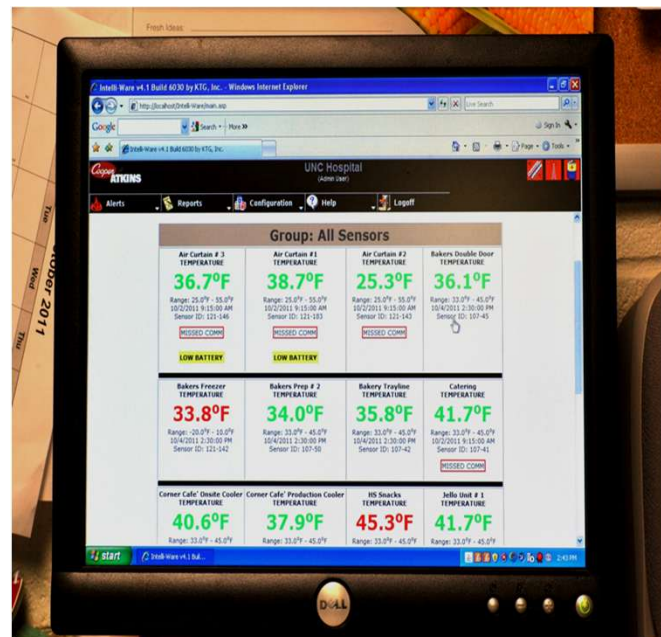 Fresh Ideas
Intelli-Ware v4.1 Build 6030 by KTG, Inc. - Windows Internet Explorer
http://localhost/Intelli-Ware/main.asp
Live Search
Google
Search
More »
Sign In
Intelli-Ware v4.1 Build 6030 by KTG, Inc.
Page
Tools
Cooper
ATKINS
UNC Hospital
(Admin User)
Alerts
Reports
Configuration
Help
Logoff
Group: All Sensors
Air Curtain # 3 Air Curtain #1 Air Curtain #2 Bakers Double Door
TEMPERATURE TEMPERATURE TEMPERATURE TEMPERATURE
36.7°F 38.7°F 25.3°F 36.1°F
Range: 25.0°F - 55.0°F Range: 25.0°F - 55.0°F Range: 25.0°F - 55.0°F Range: 33.0°F - 45.0°F
10/2/2011 9:15:00 AM 10/2/2011 9:15:00 AM 10/2/2011 9:15:00 AM 10/4/2011 2:30:00 PM
Sensor ID: 121-146 Sensor ID: 121-183 Sensor ID: 121-143 Sensor ID: 107-45
MISSED COMM MISSED COMM MISSED COMM
LOW BATTERY LOW BATTERY
Bakers Freezer Bakers Prep # 2 Bakery Trayline Catering
TEMPERATURE TEMPERATURE TEMPERATURE TEMPERATURE
33.8°F 34.0°F 35.8°F 41.7°F
Range: -20.0°F - 10.0°F Range: 33.0°F - 45.0°F Range: 33.0°F - 45.0°F Range: 33.0°F - 45.0°F
10/4/2011 2:30:00 PM 10/4/2011 2:30:00 PM 10/4/2011 2:30:00 PM 10/2/2011 9:15:00 AM
Sensor ID: 121-142 Sensor ID: 107-50 Sensor ID: 107-42 Sensor ID: 107-41
MISSED COMM
Corner Cafe' Onsite Cooler Corner Cafe' Production Cooler HS Snacks Jello Unit # 1
TEMPERATURE TEMPERATURE TEMPERATURE TEMPERATURE
40.6°F 37.9°F 45.3°F 41.7°F
Range: 33.0°F - 45.0°F Range: 33.0°F - 45.0°F Range: 33.0°F - 45.0°F Range: 33.0°F - 45.0°F
start
Intelli-Ware v4.1 Buil...
2:43 PM
DELL
Tue
Wed
Thu
October 2011